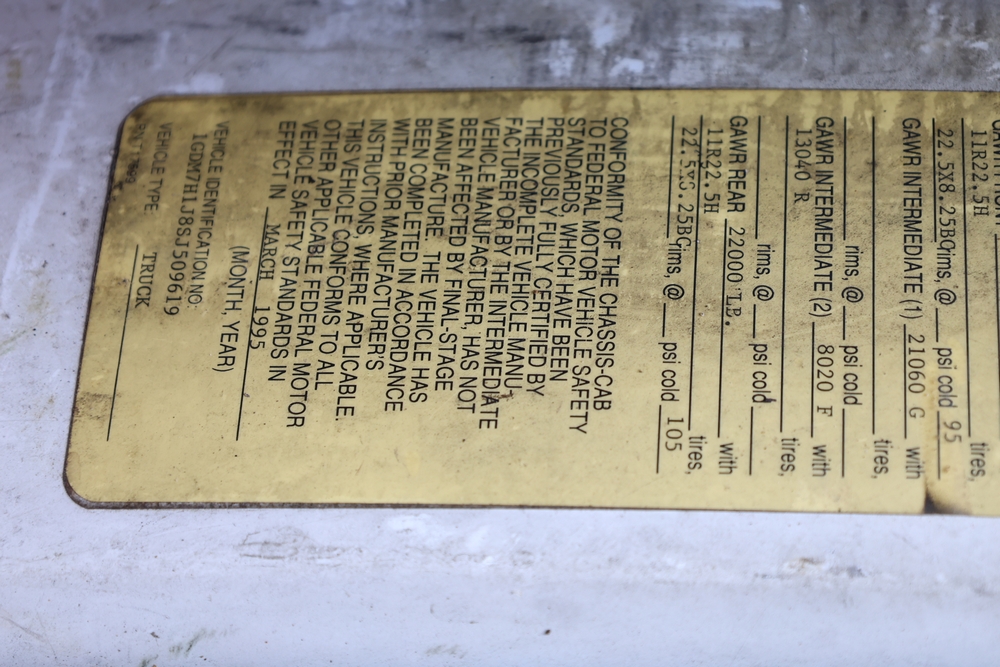 11R22.5H tires,
22.5X8.25BC rims, @ psi cold 95
GAWR INTERMEDIATE (1) 21060 G with
tires,
rims, @ psi cold
GAWR INTERMEDIATE (2) 8020 F with
13040 R tires,
rims, @ psi cold
GAWR REAR 22000 LB. with
11R22.5H tires,
22.5X8.25BC rims, @ psi cold 105
CONFORMITY OF THE CHASSIS-CAB
TO FEDERAL MOTOR VEHICLE SAFETY
STANDARDS, WHICH HAVE BEEN
PREVIOUSLY FULLY CERTIFIED BY
THE INCOMPLETE VEHICLE MANU-
FACTURER OR BY THE INTERMEDIATE
VEHICLE MANUFACTURER, HAS NOT
BEEN AFFECTED BY FINAL-STAGE
MANUFACTURE. THE VEHICLE HAS
BEEN COMPLETED IN ACCORDANCE
WITH PRIOR MANUFACTURER'S
INSTRUCTIONS, WHERE APPLICABLE.
THIS VEHICLE CONFORMS TO ALL
OTHER APPLICABLE FEDERAL MOTOR
VEHICLE SAFETY STANDARDS IN
EFFECT IN MARCH 1995
(MONTH, YEAR)
VEHICLE IDENTIFICATION NO:
1GDM7H1J8SJ509619
VEHICLE TYPE TRUCK